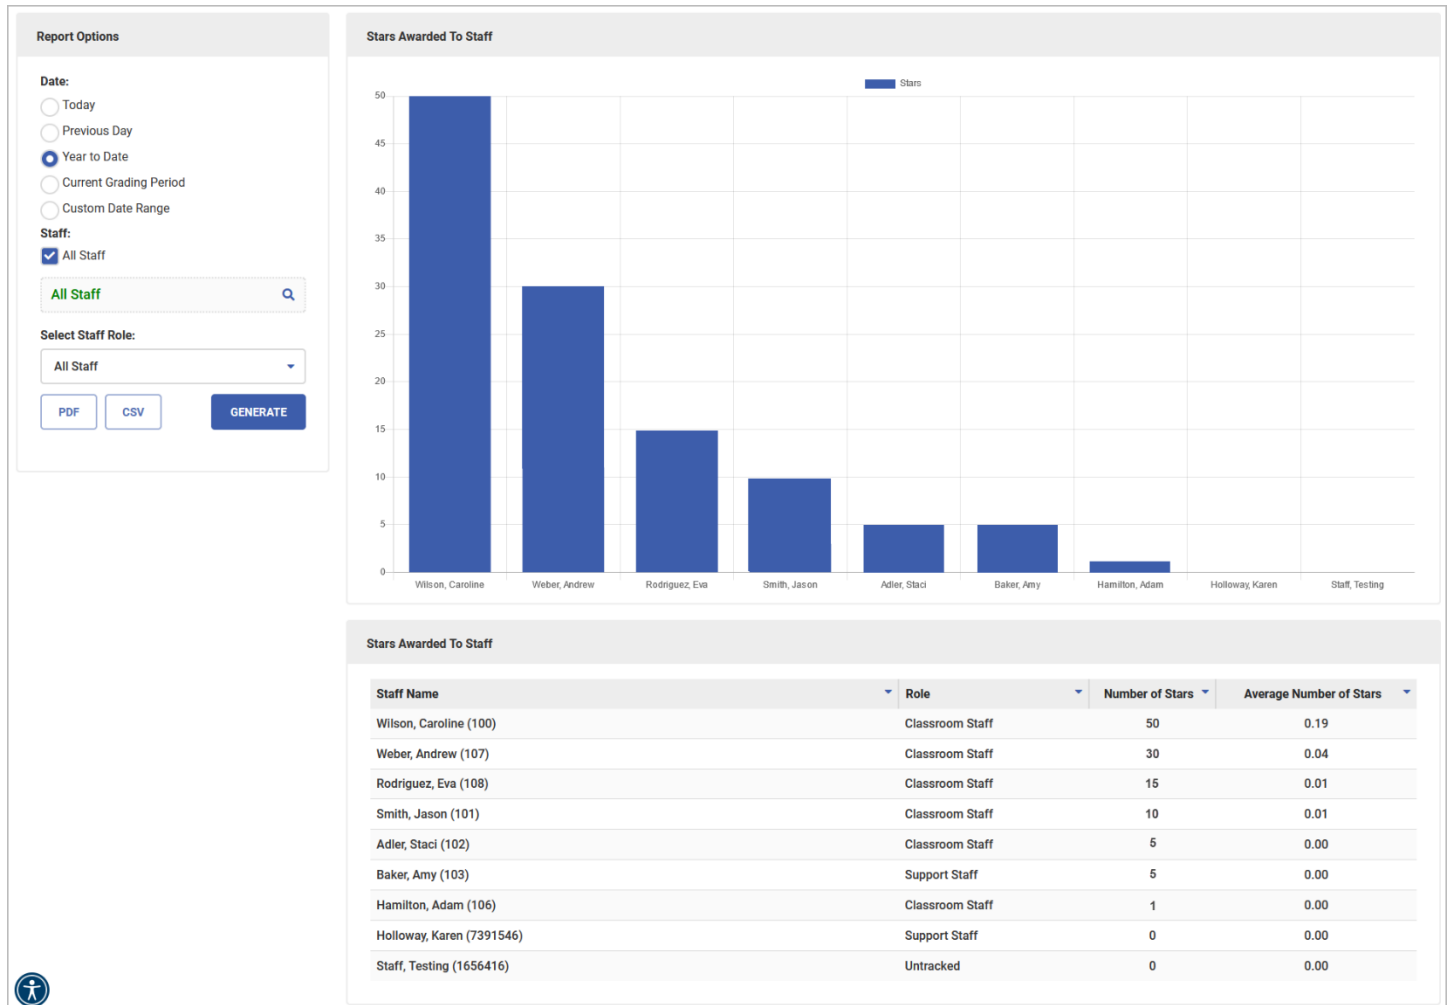 Report Options
Date:
Today
Previous Day
Year to Date
Current Grading Period
Custom Date Range
Staff:
All Staff
All Staff
Select Staff Role:
All Staff
PDF CSV GENERATE
Stars Awarded To Staff
Stars
50
45
40
35
30
25
20
15
10
5
0
Wilson, Caroline Weber, Andrew Rodriguez, Eva Smith, Jason Adler, Staci Baker, Amy Hamilton, Adam Holloway, Karen Staff, Testing
Stars Awarded To Staff
Staff Name Role Number of Stars Average Number of Stars
Wilson, Caroline (100) Classroom Staff 50 0.19
Weber, Andrew (107) Classroom Staff 30 0.04
Rodriguez, Eva (108) Classroom Staff 15 0.01
Smith, Jason (101) Classroom Staff 10 0.01
Adler, Staci (102) Classroom Staff 5 0.00
Baker, Amy (103) Support Staff 5 0.00
Hamilton, Adam (106) Classroom Staff 1 0.00
Holloway, Karen (7391546) Support Staff 0 0.00
Staff, Testing (1656416) Untracked 0 0.00